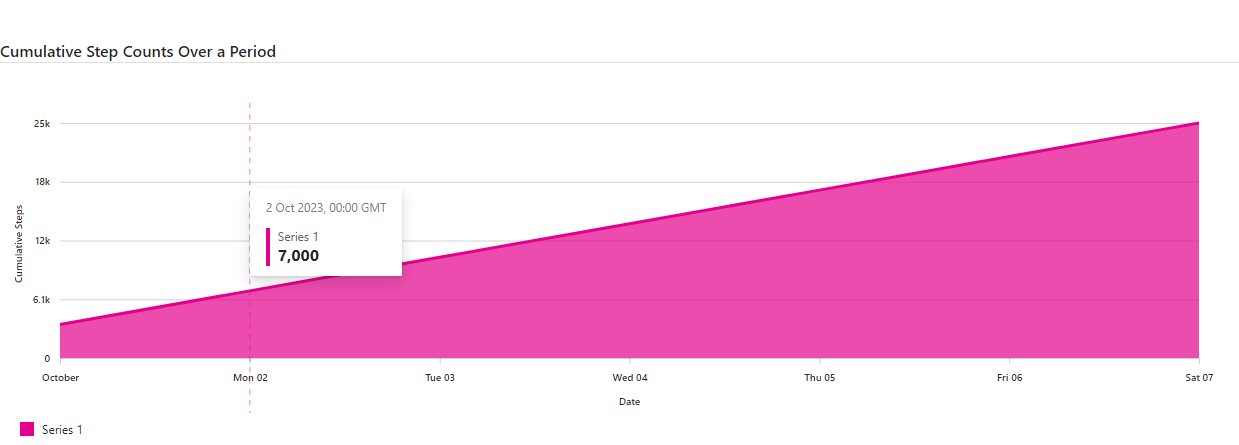 Cumulative Step Counts Over a Period
25k
18k
12k
6.1k
0
Cumulative Steps
2 Oct 2023, 00:00 GMT
Series 1
7,000
October
Mon 02
Tue 03
Wed 04
Thu 05
Fri 06
Sat 07
Date
Series 1